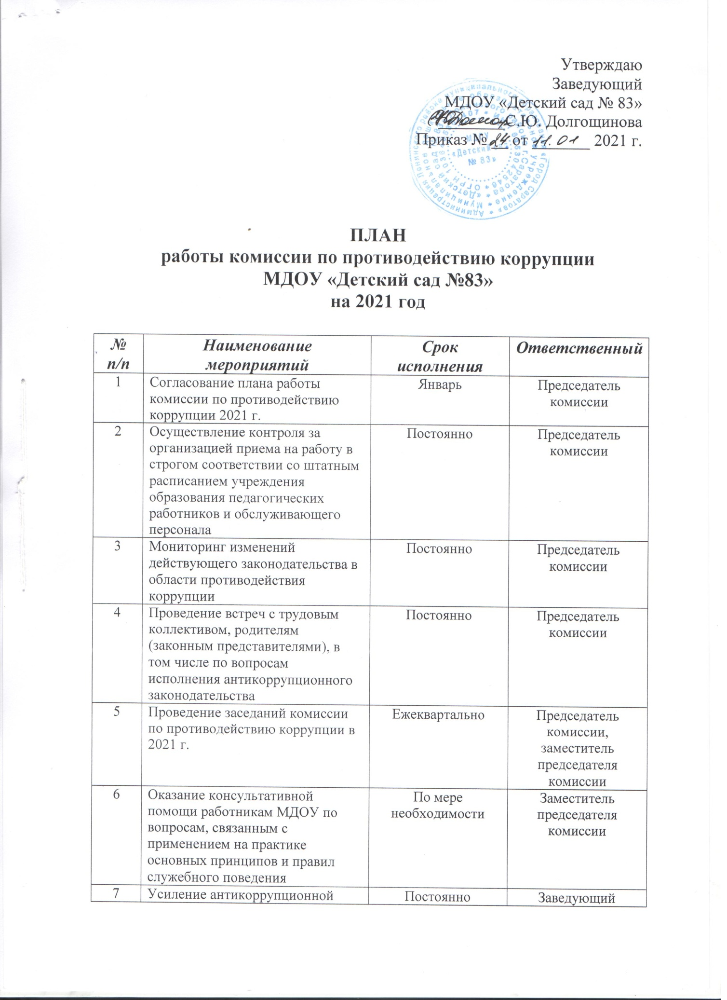 Утверждаю
Заведующий
МДОУ «Детский сад № 83»
С.Ю. Долгощинова
Приказ № 24 от 11.01 2021 г.
МДОУ
«Детский сад
№ 83»
ПЛАН
работы комиссии по противодействию коррупции
МДОУ «Детский сад №83»
на 2021 год
№
п/п
Наименование
мероприятий
Срок
исполнения
Ответственный
1
Согласование плана работы
комиссии по противодействию
коррупции 2021 г.
Январь
Председатель
комиссии
2
Осуществление контроля за
организацией приема на работу в
строгом соответствии со штатным
расписанием учреждения
образования педагогических
работников и обслуживающего
персонала
Постоянно
Председатель
комиссии
3
Мониторинг изменений
действующего законодательства в
области противодействия
коррупции
Постоянно
Председатель
комиссии
4
Проведение встреч с трудовым
коллективом, родителям
(законным представителями), в
том числе по вопросам
исполнения антикоррупционного
законодательства
Постоянно
Председатель
комиссии
5
Проведение заседаний комиссии
по противодействию коррупции в
2021 г.
Ежеквартально
Председатель
комиссии,
заместитель
председателя
комиссии
6
Оказание консультативной
помощи работникам МДОУ по
вопросам, связанным с
применением на практике
основных принципов и правил
служебного поведения
По мере
необходимости
Заместитель
председателя
комиссии
7
Усиление антикоррупционной
Постоянно
Заведующий